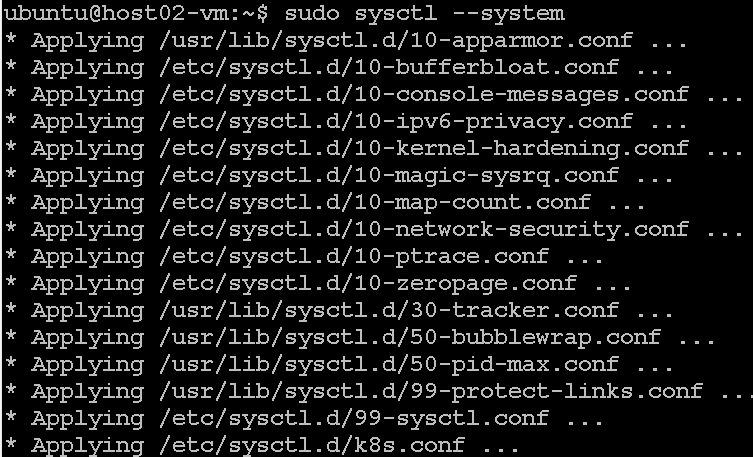 ubuntu@host02-vm:~$ sudo sysctl --system
* Applying /usr/lib/sysctl.d/10-apparmor.conf ...
* Applying /etc/sysctl.d/10-bufferbloat.conf ...
* Applying /etc/sysctl.d/10-console-messages.conf ...
* Applying /etc/sysctl.d/10-ipv6-privacy.conf ...
* Applying /etc/sysctl.d/10-kernel-hardening.conf ...
* Applying /etc/sysctl.d/10-magic-sysrq.conf ...
* Applying /etc/sysctl.d/10-map-count.conf ...
* Applying /etc/sysctl.d/10-network-security.conf ...
* Applying /etc/sysctl.d/10-ptrace.conf ...
* Applying /etc/sysctl.d/10-zeropage.conf ...
* Applying /usr/lib/sysctl.d/30-tracker.conf ...
* Applying /usr/lib/sysctl.d/50-bubblewrap.conf ...
* Applying /usr/lib/sysctl.d/50-pid-max.conf ...
* Applying /usr/lib/sysctl.d/99-protect-links.conf ...
* Applying /etc/sysctl.d/99-sysctl.conf ...
* Applying /etc/sysctl.d/k8s.conf ...